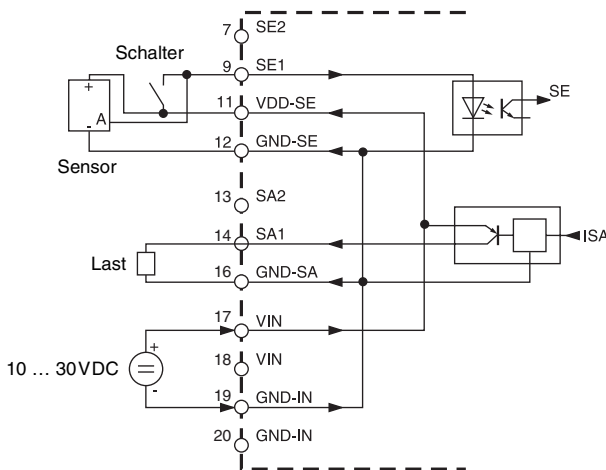 7 SE2
Schalter
9 SE1
+
11 VDD-SE
A
SE
-
12 GND-SE
Sensor
13 SA2
14 SA1
ISA
Last
16 GND-SA
17 VIN
+
10 ... 30VDC
18 VIN
-
19 GND-IN
20 GND-IN